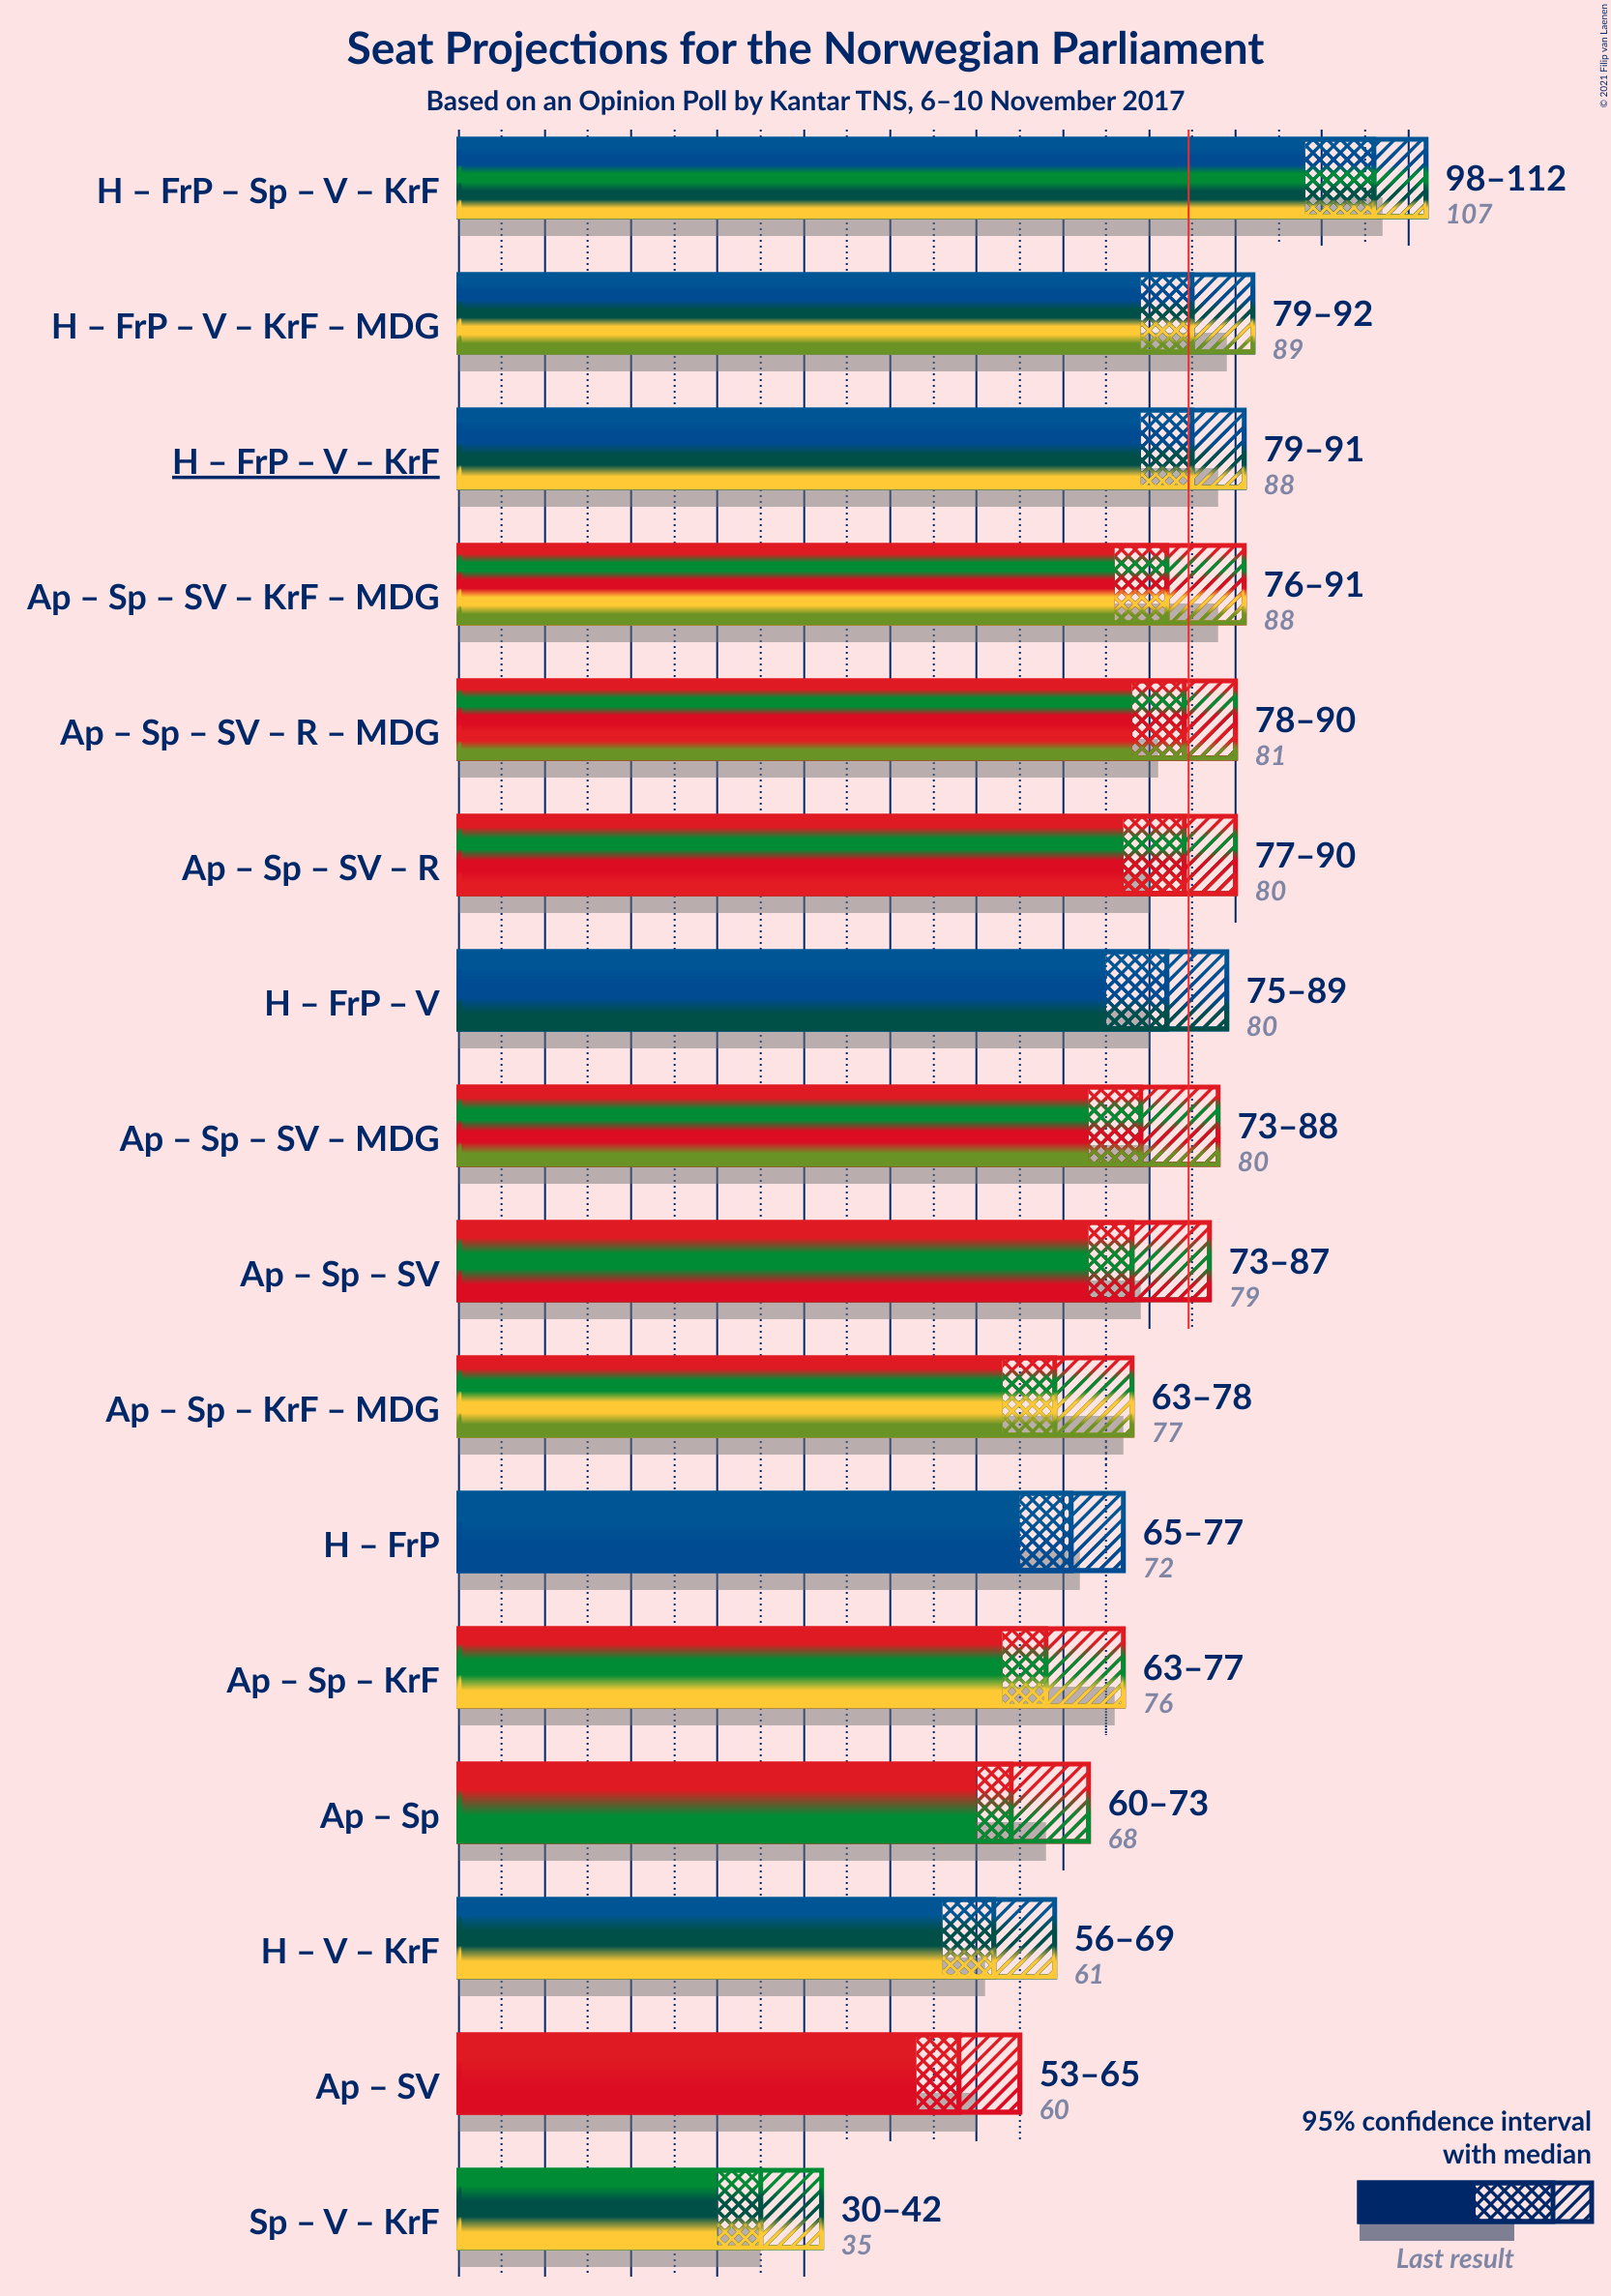 Seat Projections for the Norwegian Parliament
Based on an Opinion Poll by Kantar TNS, 6–10 November 2017
© 2021 Filip van Laenen
H – FrP – Sp – V – KrF
98–112
107
H – FrP – V – KrF – MDG
79–92
89
H – FrP – V – KrF
79–91
88
Ap – Sp – SV – KrF – MDG
76–91
88
Ap – Sp – SV – R – MDG
78–90
81
Ap – Sp – SV – R
77–90
80
H – FrP – V
75–89
80
Ap – Sp – SV – MDG
73–88
80
Ap – Sp – SV
73–87
79
Ap – Sp – KrF – MDG
63–78
77
H – FrP
65–77
72
Ap – Sp – KrF
63–77
76
Ap – Sp
60–73
68
H – V – KrF
56–69
61
Ap – SV
53–65
60
Sp – V – KrF
30–42
35
95% confidence interval
with median
Last result